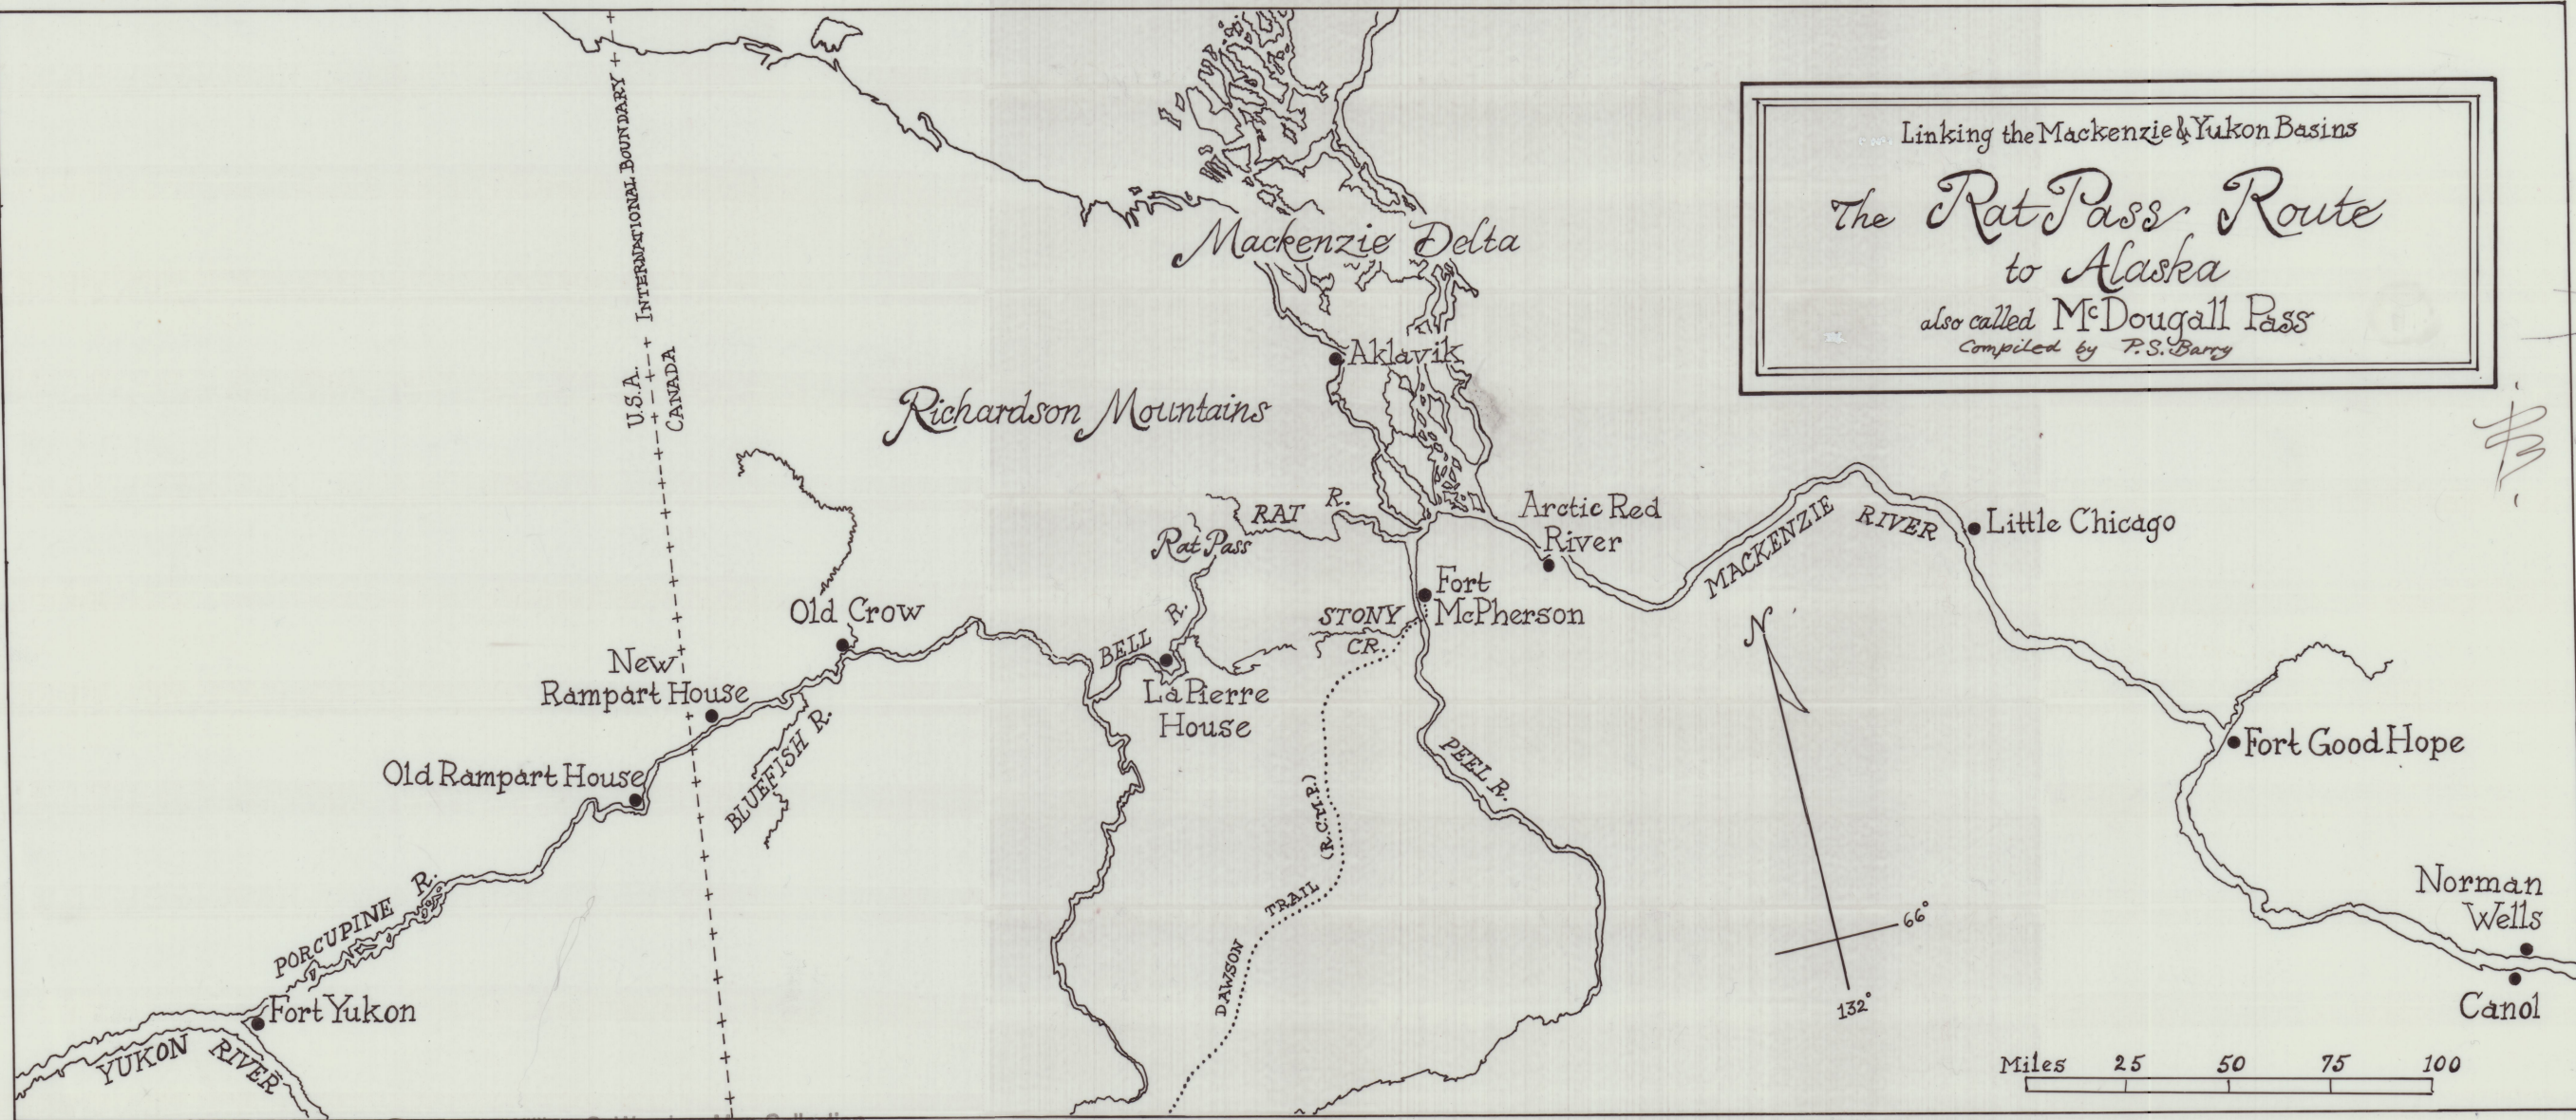 Linking the Mackenzie & Yukon Basins
The Rat Pass Route
to Alaska
also called McDougall Pass
Compiled by P.S. Barry
INTERNATIONAL BOUNDARY
U.S.A.
CANADA
Mackenzie Delta
Aklavik
Richardson Mountains
RAT R.
Rat Pass
Arctic Red
River
MACKENZIE RIVER
Little Chicago
Fort
McPherson
STONY
CR.
Old Crow
BELL R.
La Pierre
House
New
Rampart House
Old Rampart House
BLUEFISH R.
PEEL R.
(R.C.M.P.)
DAWSON TRAIL
PORCUPINE R.
Fort Yukon
YUKON RIVER
Fort Good Hope
Norman
Wells
Canol
N
66°
132°
Miles 25 50 75 100